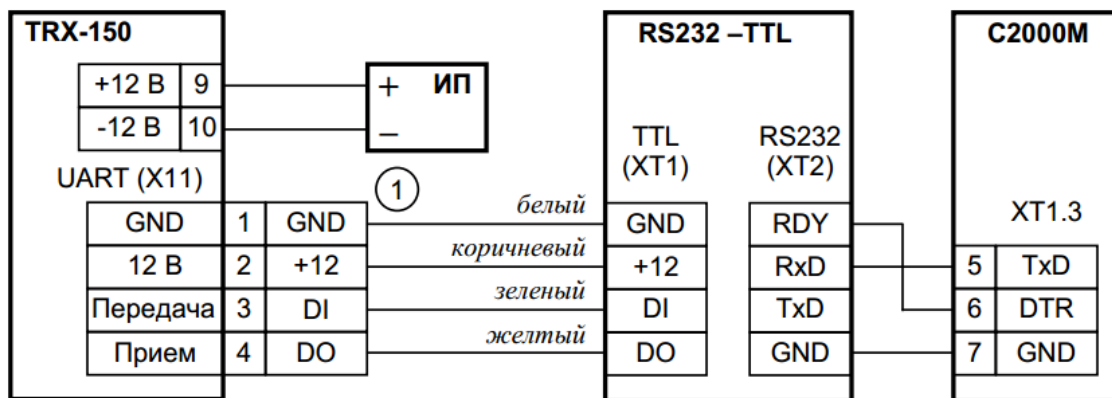 TRX-150
RS232 –TTL
C2000M
+12 В 9
+ ИП
-12 В 10
–
TTL
(XT1)
RS232
(XT2)
UART (X11)
1
XT1.3
белый
GND 1 GND
GND
RDY
коричневый
12 В 2 +12
+12
RxD
5 TxD
зеленый
Передача 3 DI
DI
TxD
6 DTR
желтый
Прием 4 DO
DO
GND
7 GND